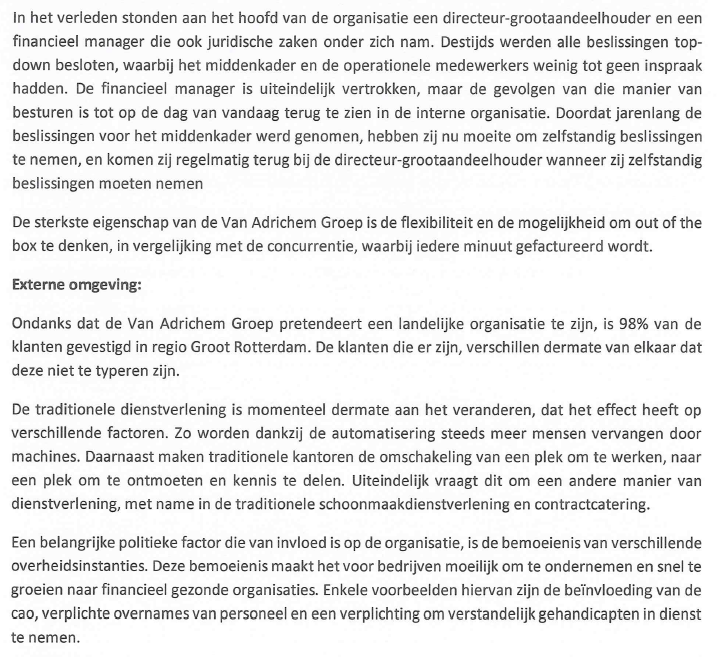 In het verleden stonden aan het hoofd van de organisatie een directeur-grootaandeelhouder en een
financieel manager die ook juridische zaken onder zich nam. Destijds werden alle beslissingen top-
down besloten, waarbij het middenkader en de operationele medewerkers weinig tot geen inspraak
hadden. De financieel manager is uiteindelijk vertrokken, maar de gevolgen van die manier van
besturen is tot op de dag van vandaag terug te zien in de interne organisatie. Doordat jarenlang de
beslissingen voor het middenkader werd genomen, hebben zij nu moeite om zelfstandig beslissingen
te nemen, en komen zij regelmatig terug bij de directeur-grootaandeelhouder wanneer zij zelfstandig
beslissingen moeten nemen
De sterkste eigenschap van de Van Adrichem Groep is de flexibiliteit en de mogelijkheid om out of the
box te denken, in vergelijking met de concurrentie, waarbij iedere minuut gefactureerd wordt.
Externe omgeving:
Ondanks dat de Van Adrichem Groep pretendeert een landelijke organisatie te zijn, is 98% van de
klanten gevestigd in regio Groot Rotterdam. De klanten die er zijn, verschillen dermate van elkaar dat
deze niet te typeren zijn.
De traditionele dienstverlening is momenteel dermate aan het veranderen, dat het effect heeft op
verschillende factoren. Zo worden dankzij de automatisering steeds meer mensen vervangen door
machines. Daarnaast maken traditionele kantoren de omschakeling van een plek om te werken, naar
een plek om te ontmoeten en kennis te delen. Uiteindelijk vraagt dit om een andere manier van
dienstverlening, met name in de traditionele schoonmaakdienstverlening en contractcatering.
Een belangrijke politieke factor die van invloed is op de organisatie, is de bemoeienis van verschillende
overheidsinstanties. Deze bemoeienis maakt het voor bedrijven moeilijk om te ondernemen en snel te
groeien naar financieel gezonde organisaties. Enkele voorbeelden hiervan zijn de beïnvloeding van de
cao, verplichte overnames van personeel en een verplichting om verstandelijk gehandicapten in dienst
te nemen.